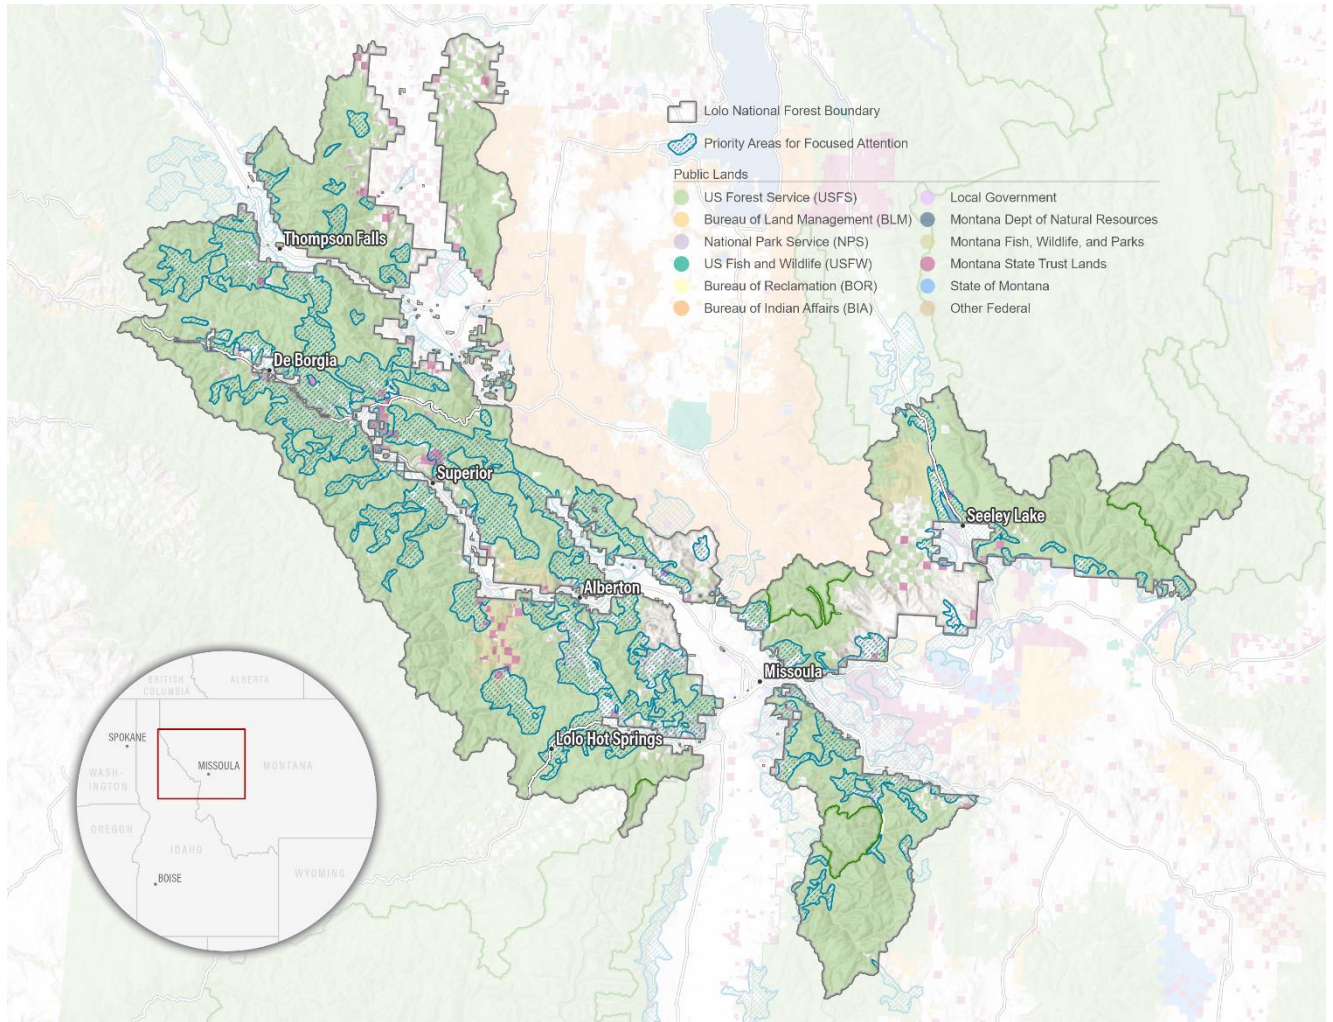 Lolo National Forest Boundary
Priority Areas for Focused Attention
Public Lands
US Forest Service (USFS)
Bureau of Land Management (BLM)
National Park Service (NPS)
US Fish and Wildlife (USFW)
Bureau of Reclamation (BOR)
Bureau of Indian Affairs (BIA)
Local Government
Montana Dept of Natural Resources
Montana Fish, Wildlife, and Parks
Montana State Trust Lands
State of Montana
Other Federal
Thompson Falls
De Borgia
Superior
Seeley Lake
Alberton
Missoula
Lolo Hot Springs
BRITISH
COLUMBIA
ALBERTA
SPOKANE
MISSOULA
MONTANA
WASH-
INGTON
OREGON
IDAHO
WYOMING
BOISE